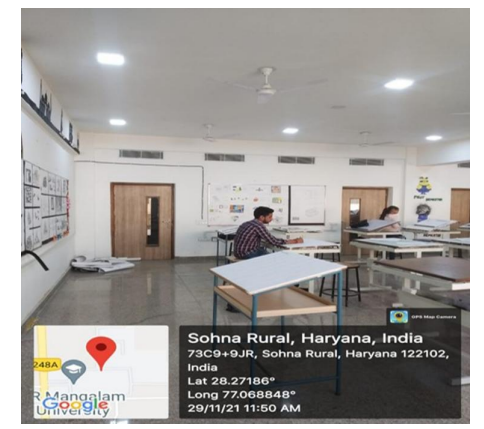 GPS Map Camera
248A
R Mangalam
University
Google
Sohna Rural, Haryana, India
73C9+9JR, Sohna Rural, Haryana 122102,
India
Lat 28.27186°
Long 77.068848°
29/11/21 11:50 AM